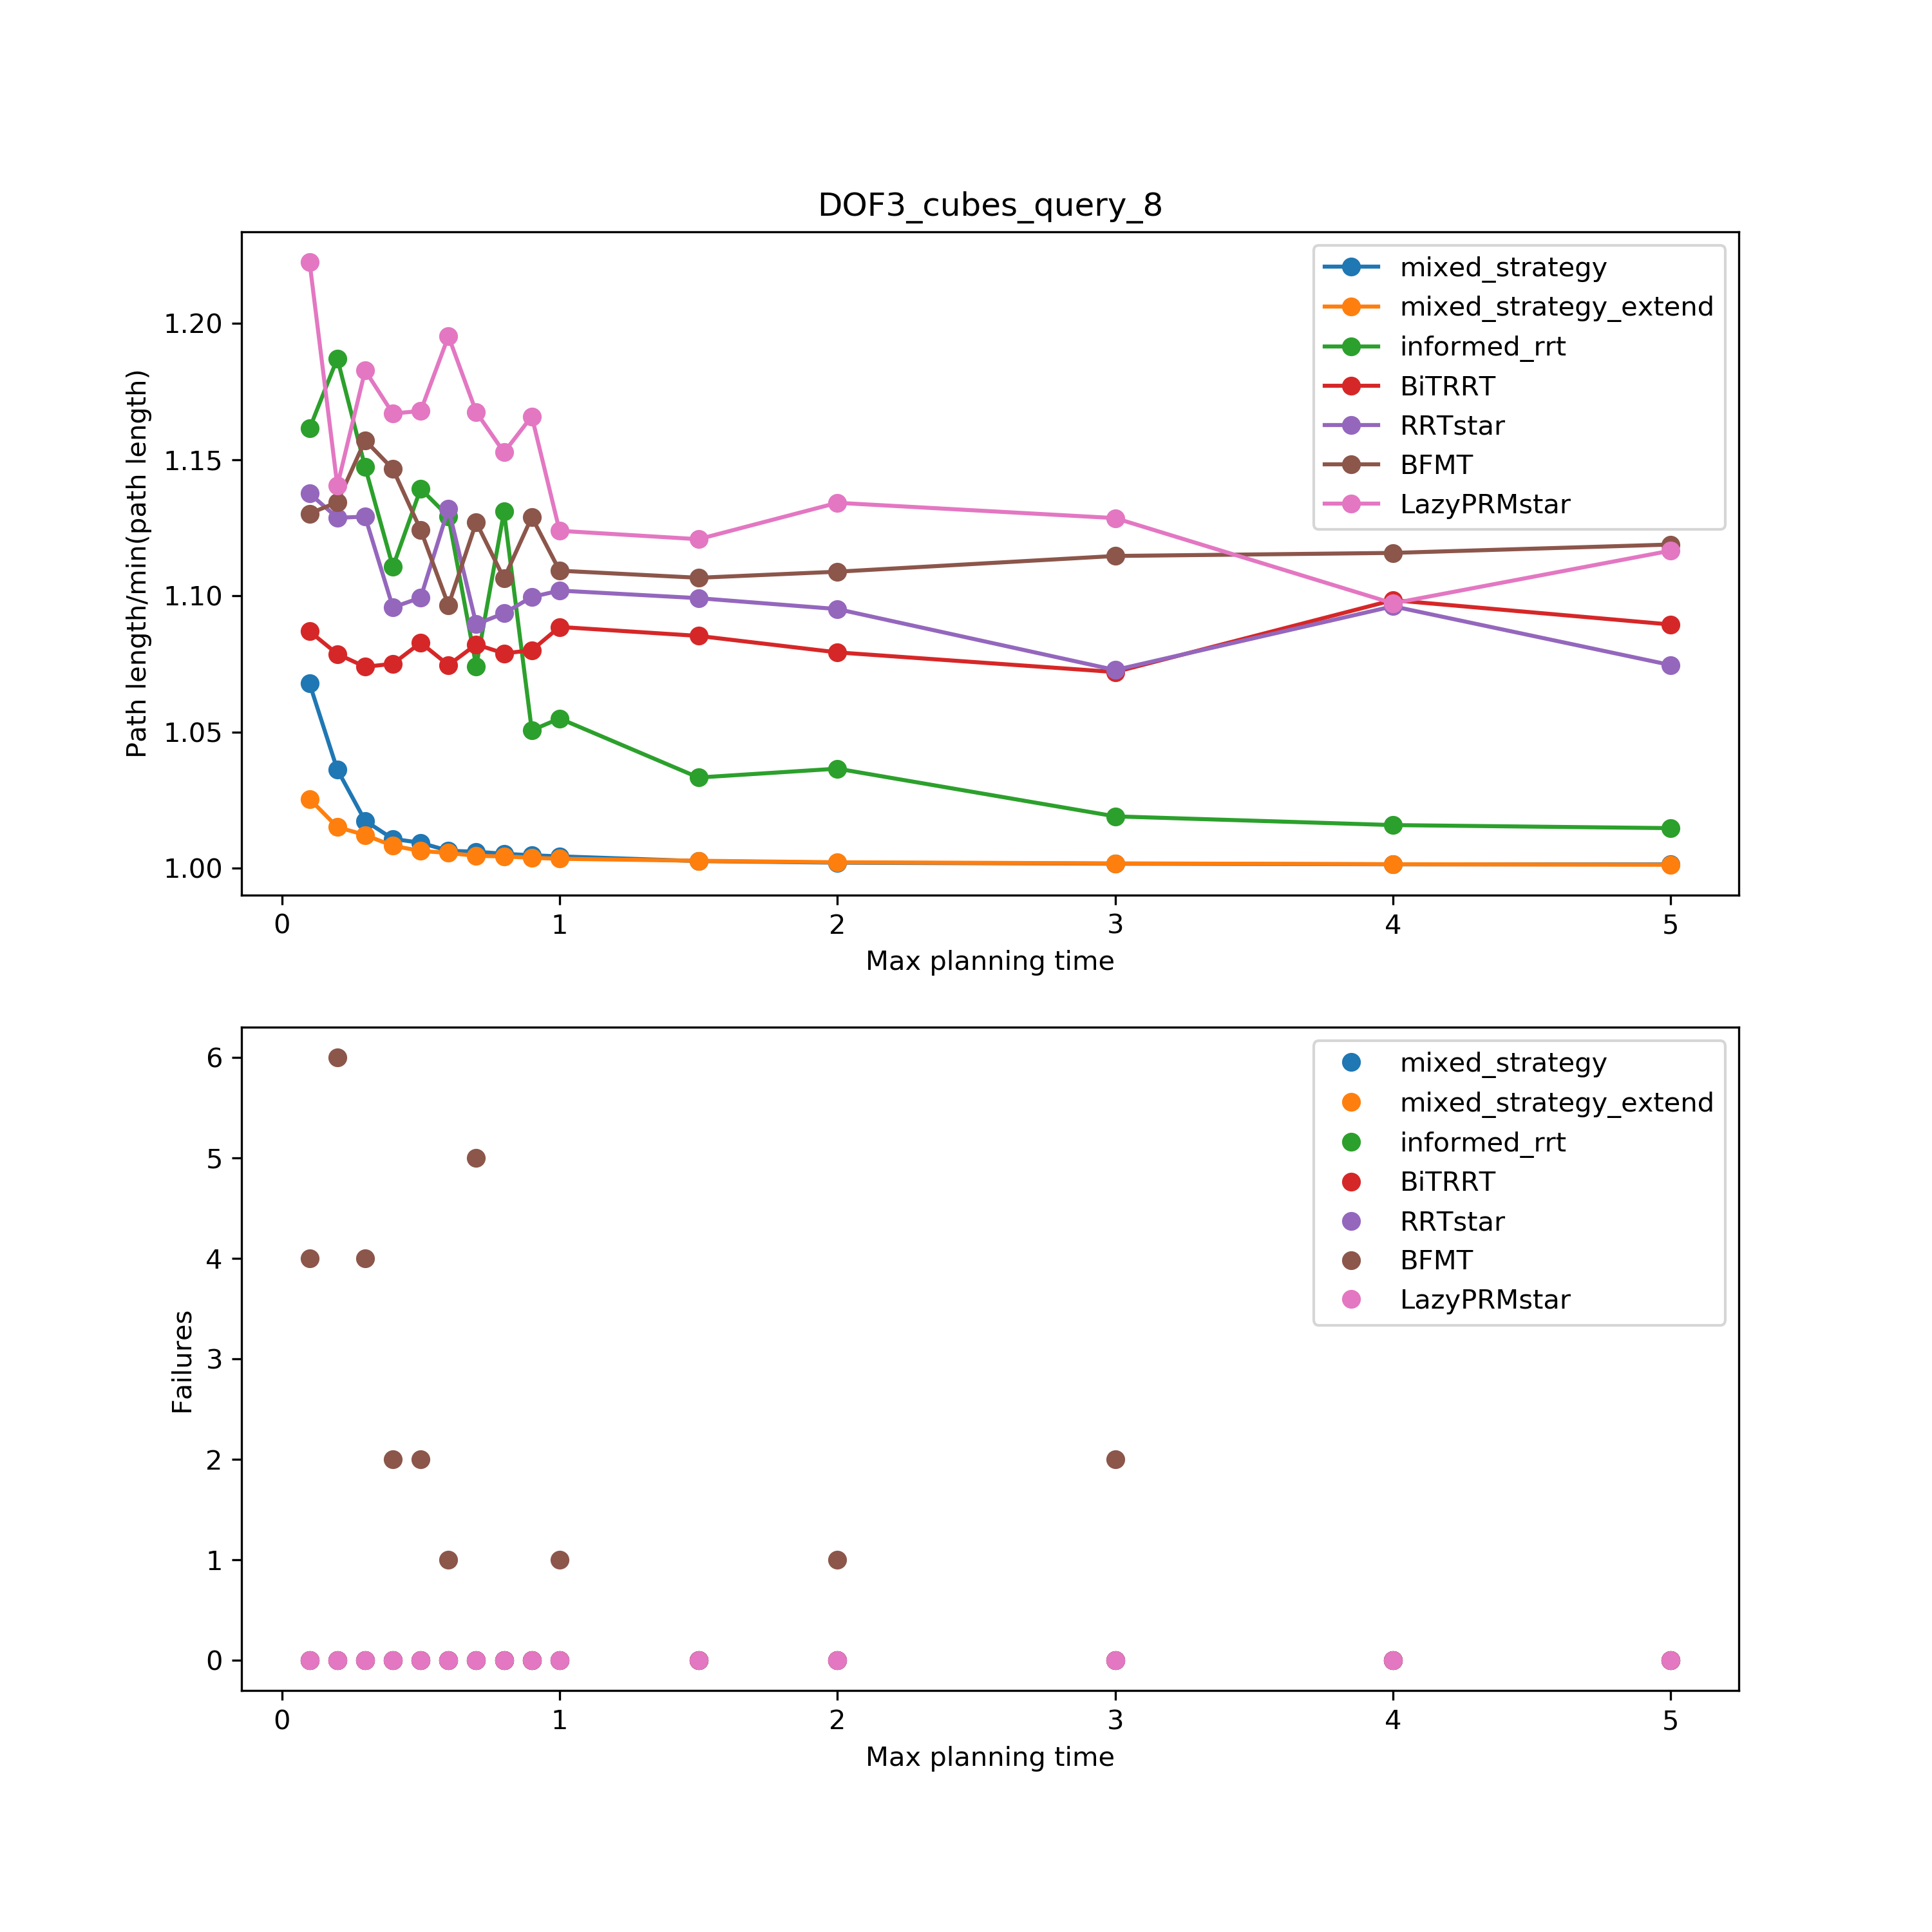 DOF3_cubes_query_8
Path length/min(path length)
1.20
1.15
1.10
1.05
1.00
mixed_strategy
mixed_strategy_extend
informed_rrt
BiTRRT
RRTstar
BFMT
LazyPRMstar
0 1 2 3 4 5
Max planning time
Failures
6
5
4
3
2
1
0
mixed_strategy
mixed_strategy_extend
informed_rrt
BiTRRT
RRTstar
BFMT
LazyPRMstar
0 1 2 3 4 5
Max planning time